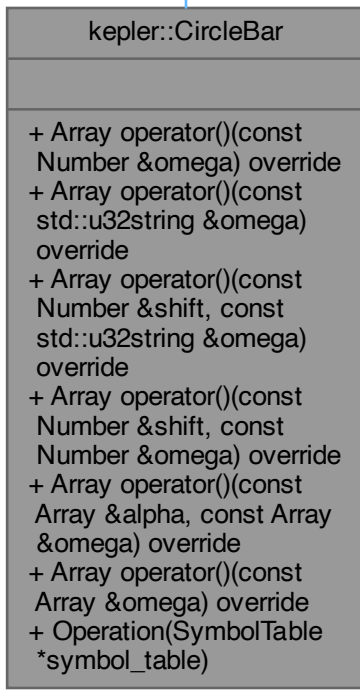 kepler::CircleBar
+ Array operator()(const
Number &omega) override
+ Array operator()(const
std::u32string &omega)
override
+ Array operator()(const
Number &shift, const
std::u32string &omega)
override
+ Array operator()(const
Number &shift, const
Number &omega) override
+ Array operator()(const
Array &alpha, const Array
&omega) override
+ Array operator()(const
Array &omega) override
+ Operation(SymbolTable
*symbol_table)